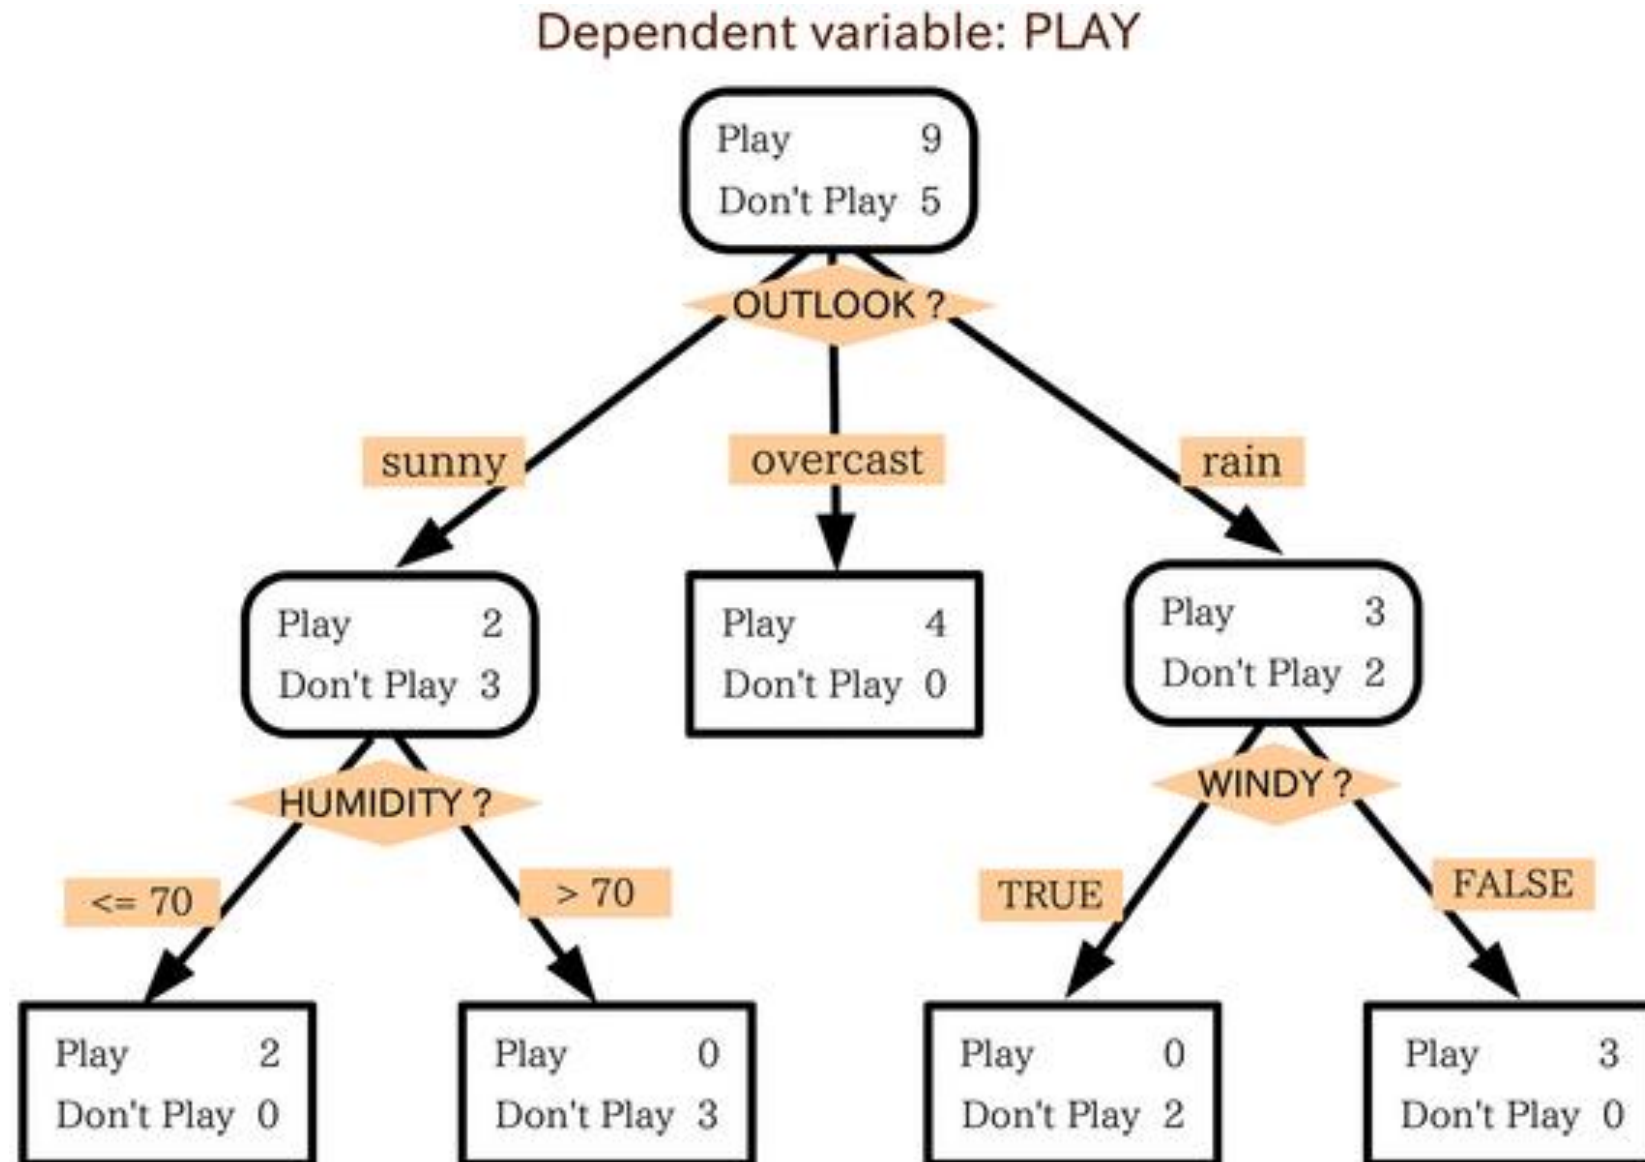 Dependent variable: PLAY
Play 9
Don't Play 5
OUTLOOK ?
sunny
overcast
rain
Play 2
Don't Play 3
Play 4
Don't Play 0
Play 3
Don't Play 2
HUMIDITY ?
WINDY ?
<= 70
> 70
TRUE
FALSE
Play 2
Don't Play 0
Play 0
Don't Play 3
Play 0
Don't Play 2
Play 3
Don't Play 0